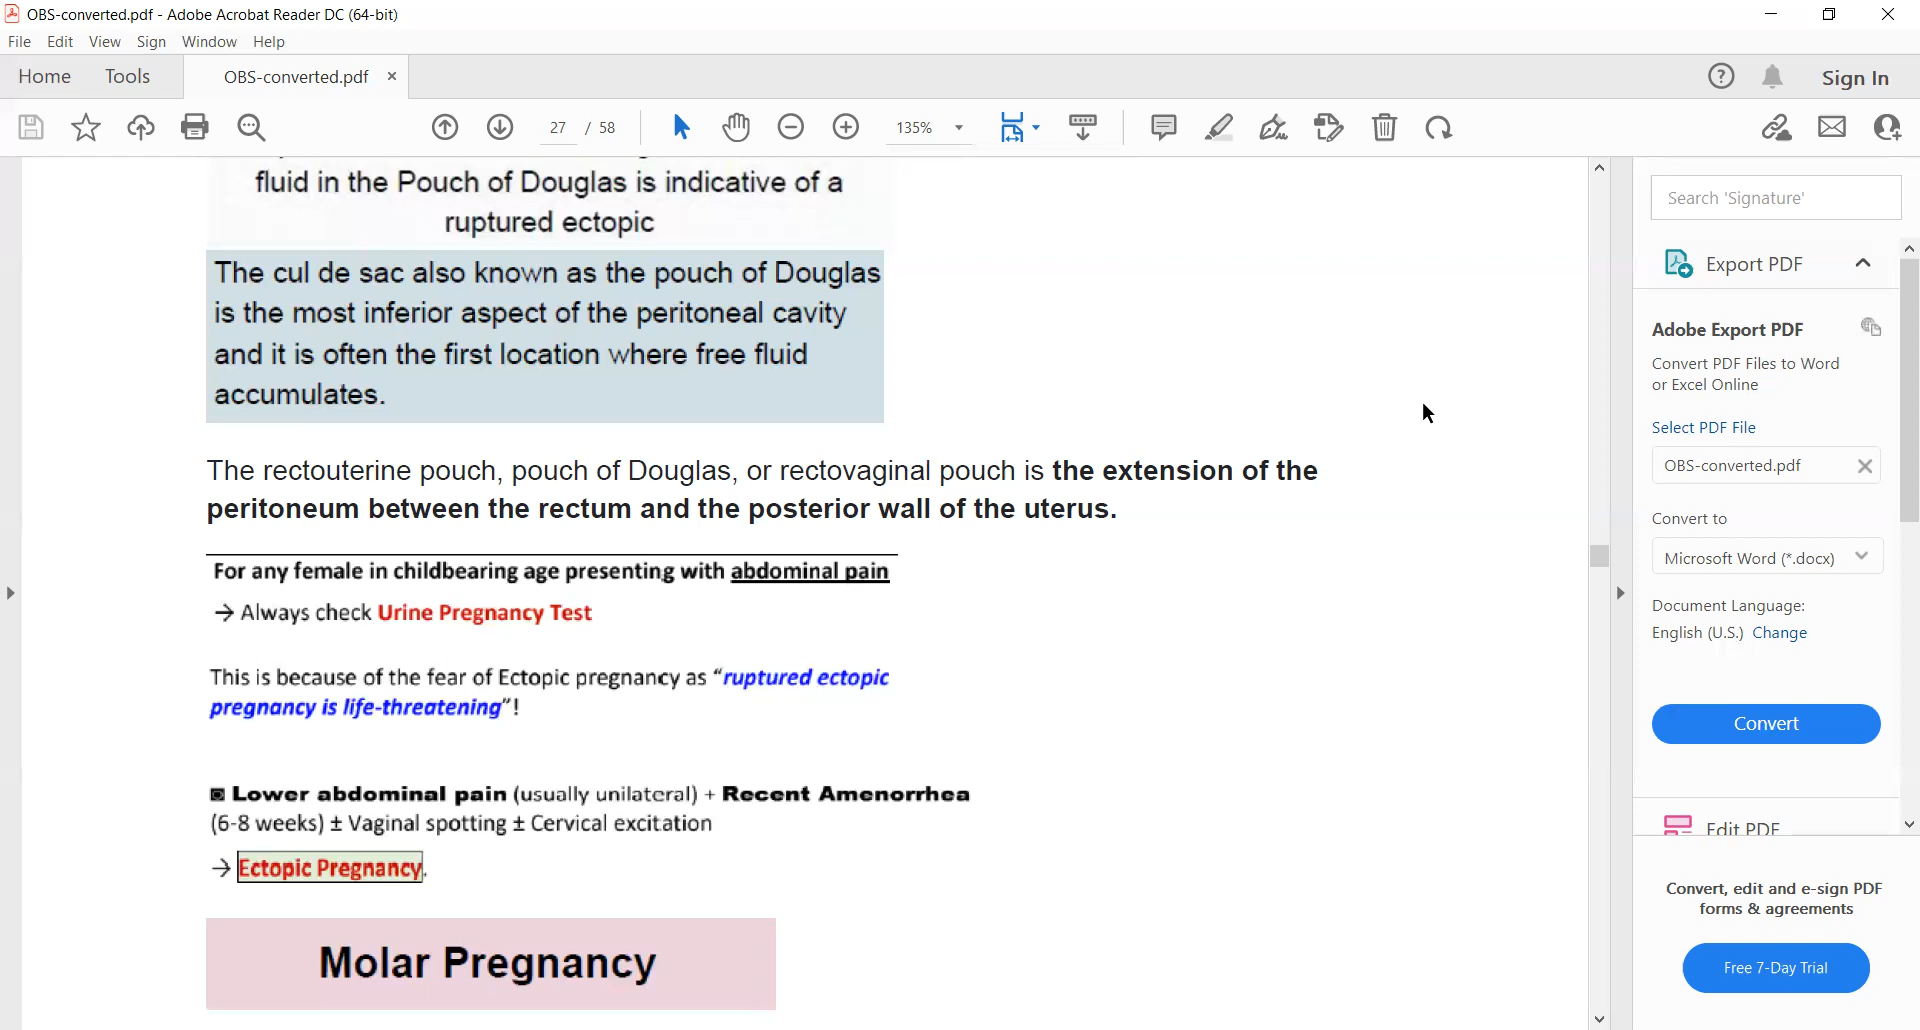 OBS-converted.pdf - Adobe Acrobat Reader DC (64-bit)
File Edit View Sign Window Help
Home Tools OBS-converted.pdf × Sign In
27 / 58 135%
fluid in the Pouch of Douglas is indicative of a
ruptured ectopic
The cul de sac also known as the pouch of Douglas
is the most inferior aspect of the peritoneal cavity
and it is often the first location where free fluid
accumulates.
The rectouterine pouch, pouch of Douglas, or rectovaginal pouch is the extension of the
peritoneum between the rectum and the posterior wall of the uterus.
For any female in childbearing age presenting with abdominal pain
→ Always check Urine Pregnancy Test
This is because of the fear of Ectopic pregnancy as “ruptured ectopic
pregnancy is life-threatening”!
◙ Lower abdominal pain (usually unilateral) + Recent Amenorrhea
(6-8 weeks) ± Vaginal spotting ± Cervical excitation
→ Ectopic Pregnancy.
Molar Pregnancy
Search 'Signature'
Export PDF
Adobe Export PDF
Convert PDF Files to Word
or Excel Online
Select PDF File
OBS-converted.pdf
Convert to
Microsoft Word (*.docx)
Document Language:
English (U.S.) Change
Convert
Edit PDF
Convert, edit and e-sign PDF
forms & agreements
Free 7-Day Trial